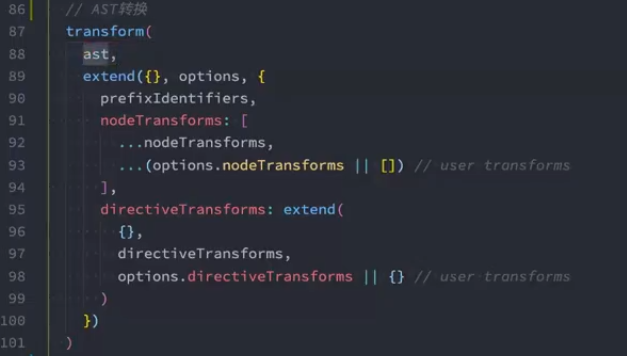 86 // AST转换
87 transform(
88 ast,
89 extend({}, options, {
90 prefixIdentifiers,
91 nodeTransforms: [
92 ...nodeTransforms,
93 ...(options.nodeTransforms || []) // user transforms
94 ],
95 directiveTransforms: extend(
96 {},
97 directiveTransforms,
98 options.directiveTransforms || {} // user transforms
99 )
100 })
101 )